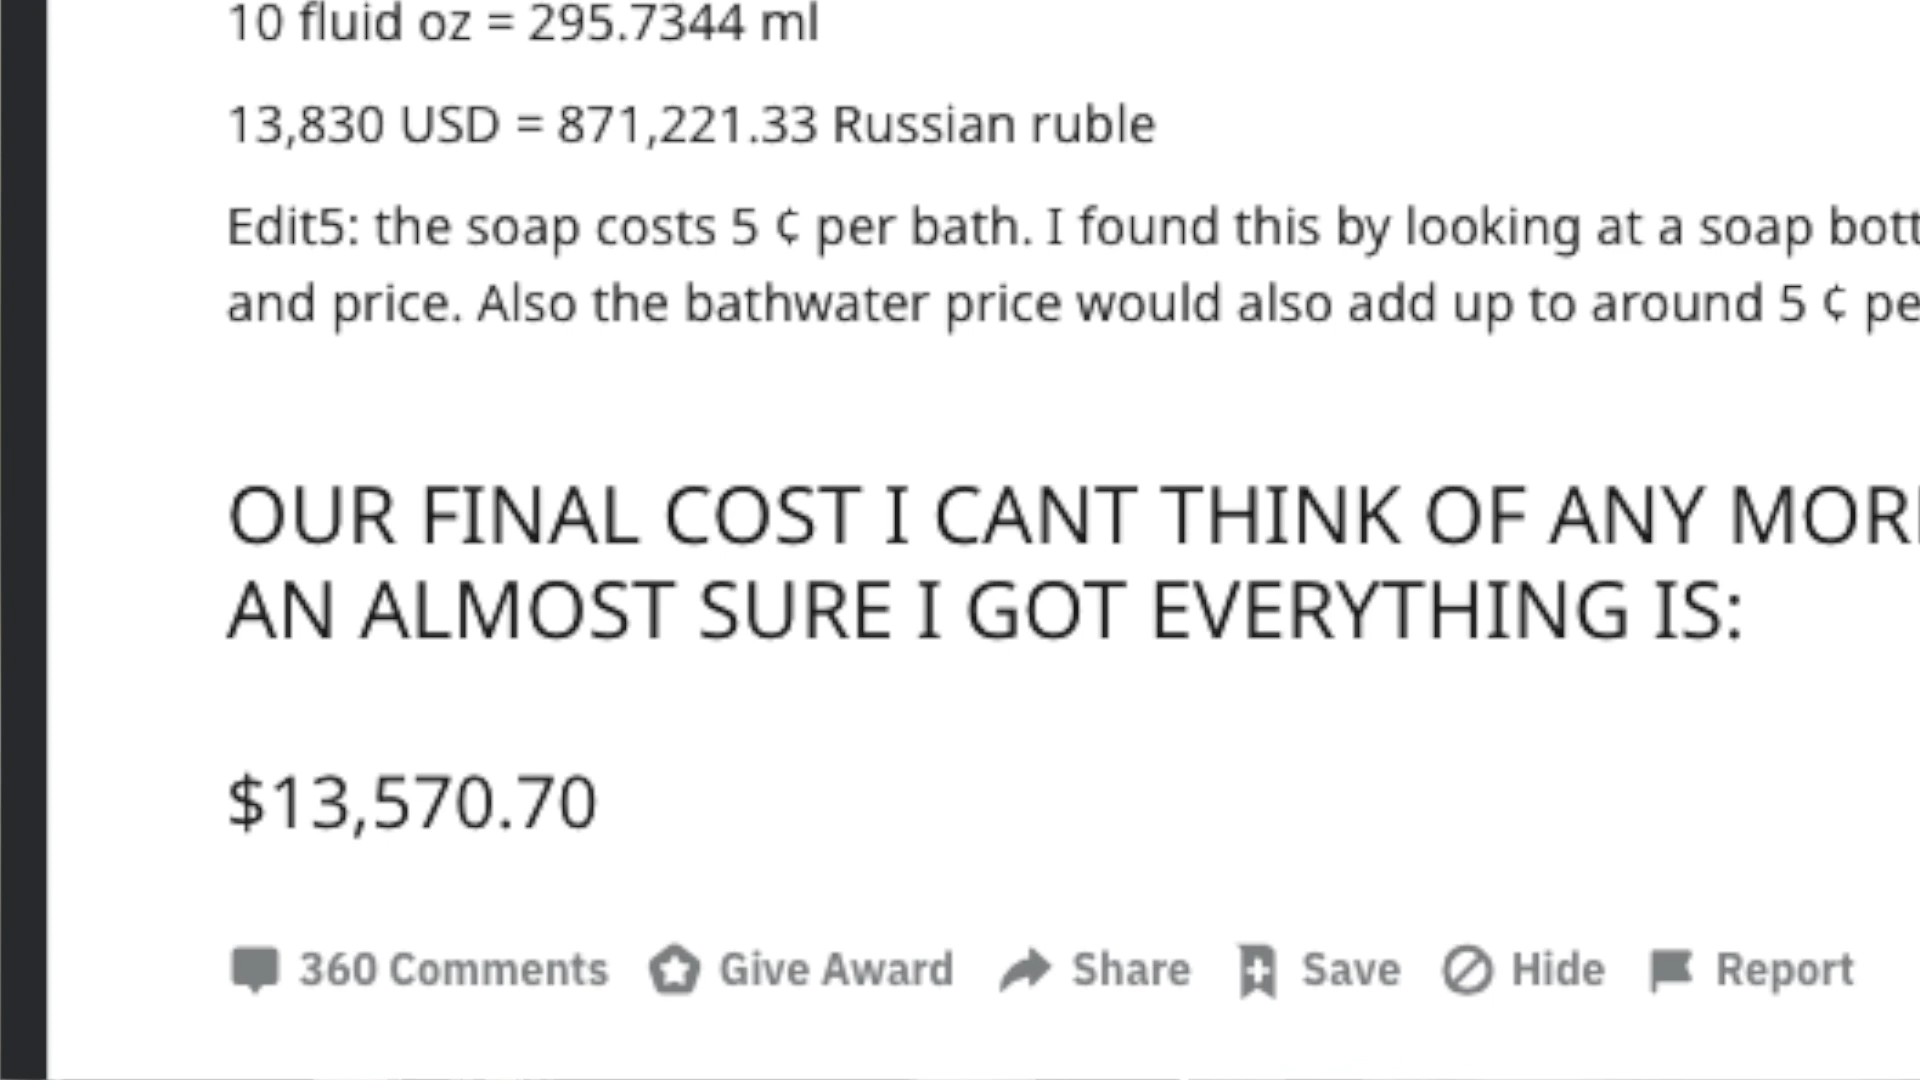 10 fluid oz = 295.7344 ml
13,830 USD = 871,221.33 Russian ruble
Edit5: the soap costs 5 ¢ per bath. I found this by looking at a soap
and price. Also the bathwater price would also add up to around 5 ¢
OUR FINAL COST I CANT THINK OF ANY
AN ALMOST SURE I GOT EVERYTHING IS:
$13,570.70
360 Comments Give Award Share Save Hide Report